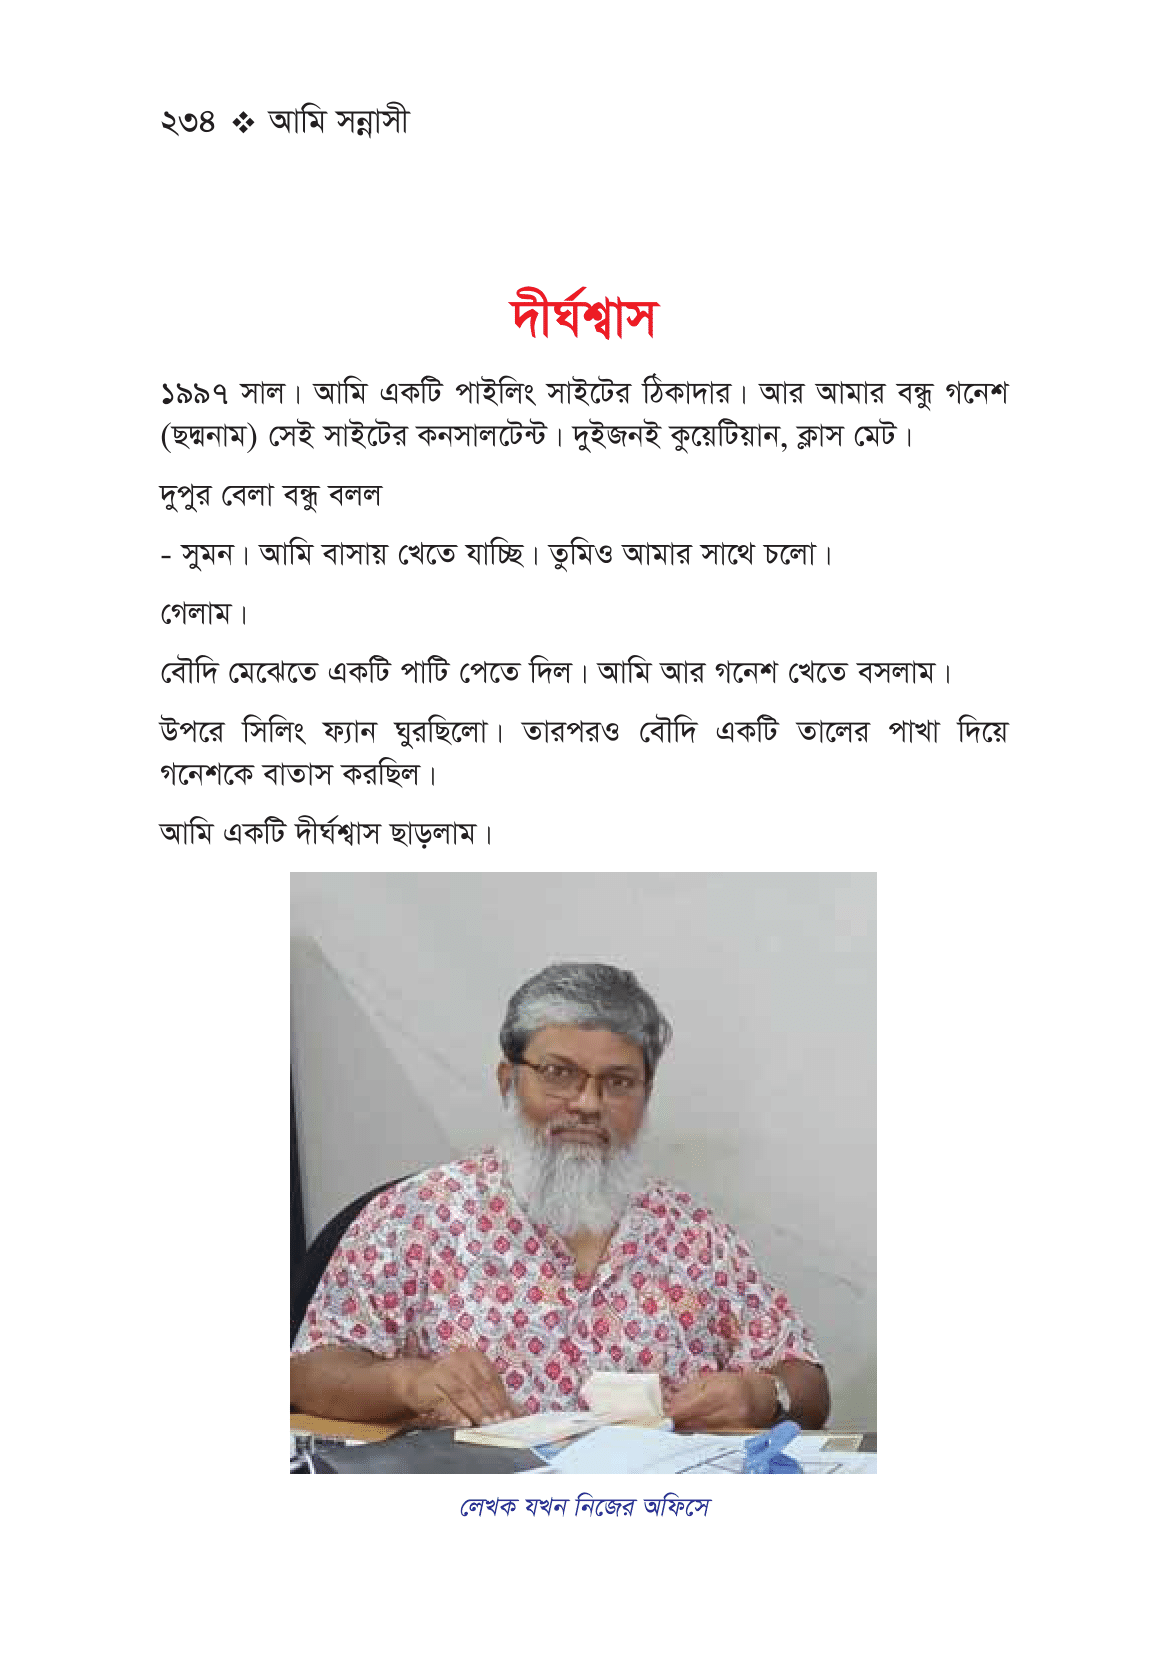 ২৩৪ ❖ আমি সন্নাসী
দীর্ঘশ্বাস
১৯৯৭ সাল। আমি একটি পাইলিং সাইটের ঠিকাদার। আর আমার বন্ধু গনেশ
(ছদ্মনাম) সেই সাইটের কনসালটেন্ট। দুইজনই কুয়েটিয়ান, ক্লাস মেট।
দুপুর বেলা বন্ধু বলল
- সুমন। আমি বাসায় খেতে যাচ্ছি। তুমিও আমার সাথে চলো।
গেলাম।
বৌদি মেঝেতে একটি পাটি পেতে দিল। আমি আর গনেশ খেতে বসলাম।
উপরে সিলিং ফ্যান ঘুরছিলো। তারপরও বৌদি একটি তালের পাখা দিয়ে
গনেশকে বাতাস করছিল।
আমি একটি দীর্ঘশ্বাস ছাড়লাম।
লেখক যখন নিজের অফিসে